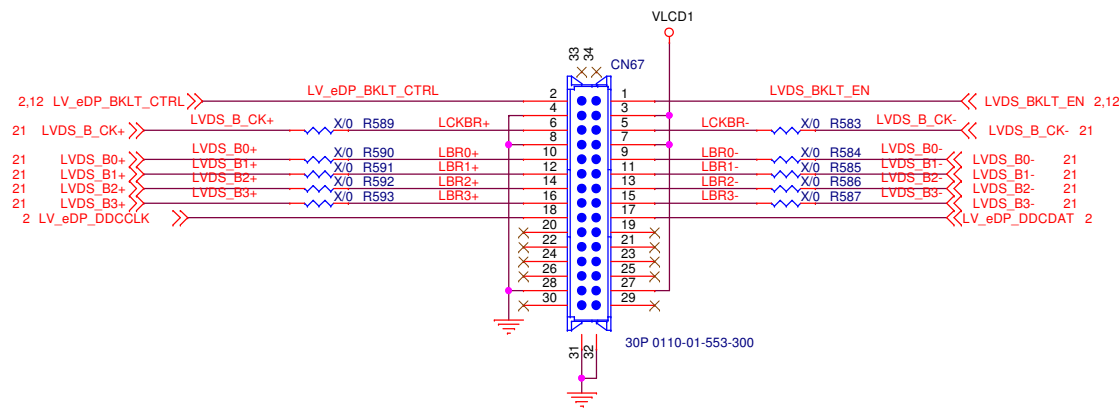 VLCD1
33 34 CN67
LV_eDP_BKLT_CTRL 2 1 LVDS_BKLT_EN
2,12 LV_eDP_BKLT_CTRL LVDS_BKLT_EN 2,12
4 3
LVDS_B_CK+ X/0 R589 LCKBR+ 6 5 LCKBR- X/0 R583 LVDS_B_CK-
21 LVDS_B_CK+ LVDS_B_CK- 21
8 7
LVDS_B0+ X/0 R590 LBR0+ 10 9 LBR0- X/0 R584 LVDS_B0-
21 LVDS_B0+ LVDS_B0- 21
LVDS_B1+ X/0 R591 LBR1+ 12 11 LBR1- X/0 R585 LVDS_B1-
21 LVDS_B1+ LVDS_B1- 21
LVDS_B2+ X/0 R592 LBR2+ 14 13 LBR2- X/0 R586 LVDS_B2-
21 LVDS_B2+ LVDS_B2- 21
LVDS_B3+ X/0 R593 LBR3+ 16 15 LBR3- X/0 R587 LVDS_B3-
21 LVDS_B3+ LVDS_B3- 21
2 LV_eDP_DDCCLK 18 17 LV_eDP_DDCDAT 2
20 19
22 21
24 23
26 25
28 27
30 29
30P 0110-01-553-300
31 32